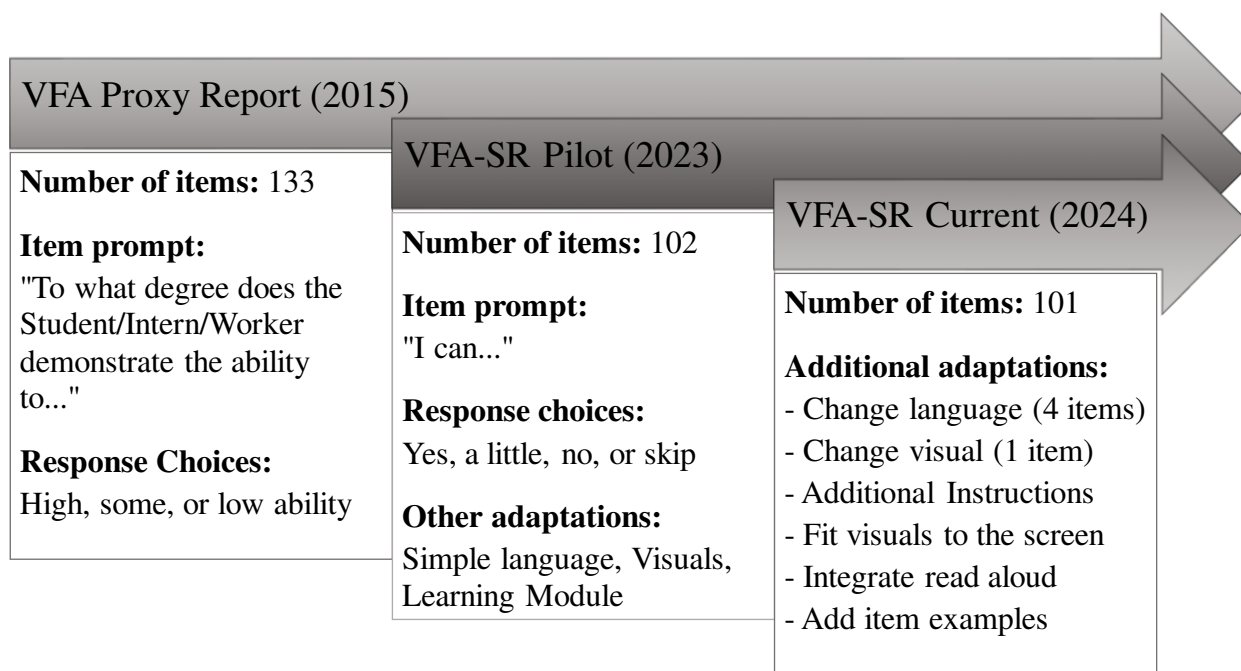 VFA Proxy Report (2015)
Number of items: 133
Item prompt:
"To what degree does the
Student/Intern/Worker
demonstrate the ability
to..."
Response Choices:
High, some, or low ability
VFA-SR Pilot (2023)
Number of items: 102
Item prompt:
"I can..."
Response choices:
Yes, a little, no, or skip
Other adaptations:
Simple language, Visuals,
Learning Module
VFA-SR Current (2024)
Number of items: 101
Additional adaptations:
- Change language (4 items)
- Change visual (1 item)
- Additional Instructions
- Fit visuals to the screen
- Integrate read aloud
- Add item examples